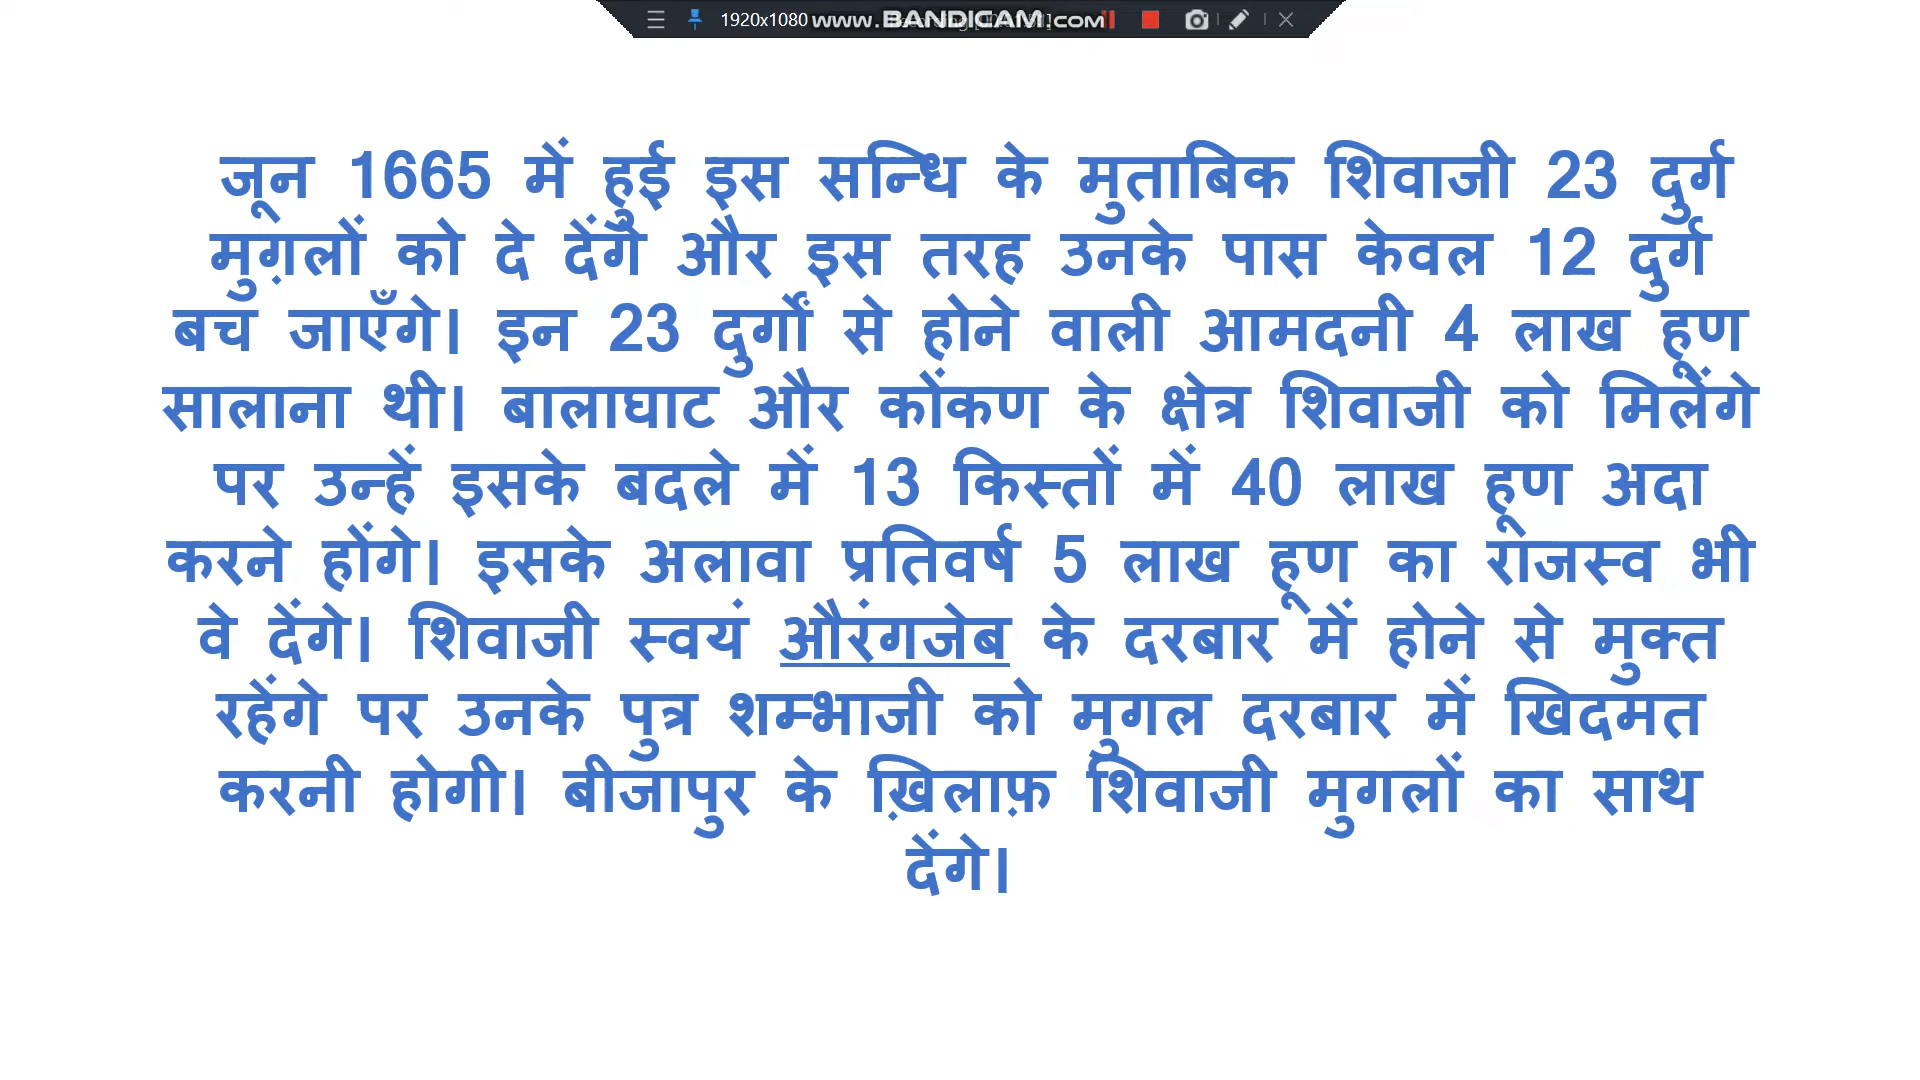 1920x1080 www.BANDICAM.com
जून 1665 में हुई इस सन्धि के मुताबिक शिवाजी 23 दुर्ग
मुग़लों को दे देंगे और इस तरह उनके पास केवल 12 दुर्ग
बच जाएँगे। इन 23 दुर्गों से होने वाली आमदनी 4 लाख हूण
सालाना थी। बालाघाट और कोंकण के क्षेत्र शिवाजी को मिलेंगे
पर उन्हें इसके बदले में 13 किस्तों में 40 लाख हूण अदा
करने होंगे। इसके अलावा प्रतिवर्ष 5 लाख हूण का राजस्व भी
वे देंगे। शिवाजी स्वयं औरंगजेब के दरबार में होने से मुक्त
रहेंगे पर उनके पुत्र शम्भाजी को मुगल दरबार में खिदमत
करनी होगी। बीजापुर के ख़िलाफ़ शिवाजी मुगलों का साथ
देंगे।